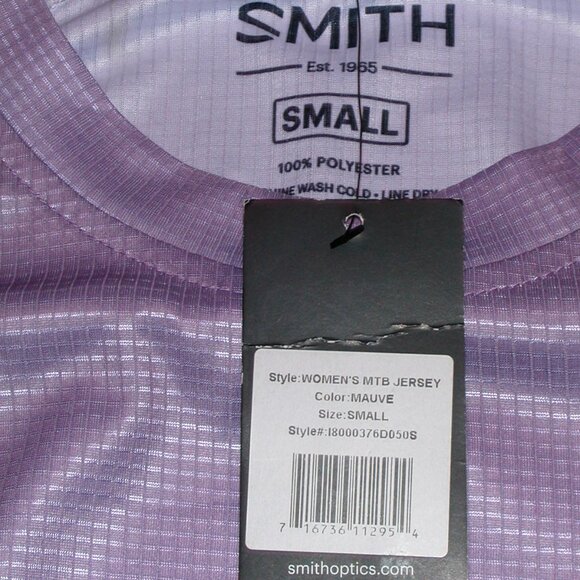 SMITH
Est. 1965
SMALL
100% POLYESTER
WASH COLD • LINE DRY
Style:WOMEN'S MTB JERSEY
Color:MAUVE
Size:SMALL
Style#:I8000376D050S
7 16736 11295 4
smithoptics.com